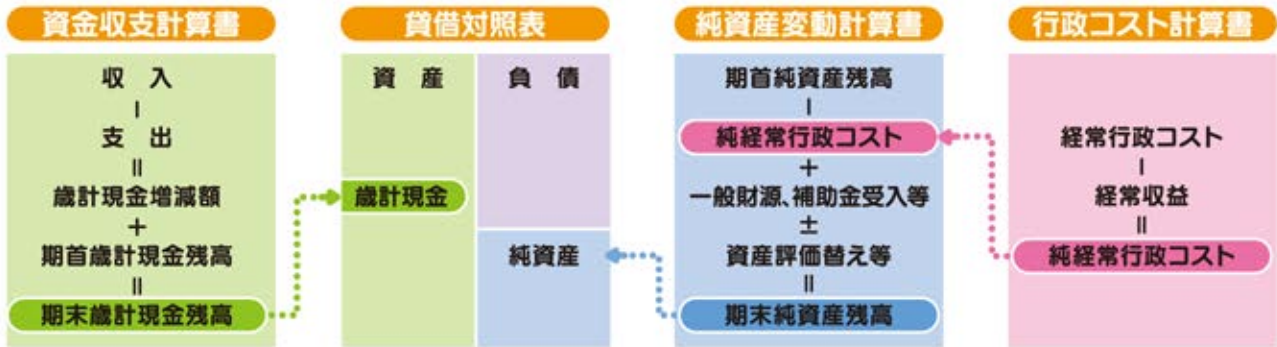 資金収支計算書
収　入
－
支　出
＝
歳計現金増減額
＋
期首歳計現金残高
＝
期末歳計現金残高
貸借対照表
資　産
歳計現金
負　債
純資産
純資産変動計算書
期首純資産残高
－
純経常行政コスト
＋
一般財源、補助金受入等
±
資産評価替え等
＝
期末純資産残高
行政コスト計算書
経常行政コスト
－
経常収益
＝
純経常行政コスト